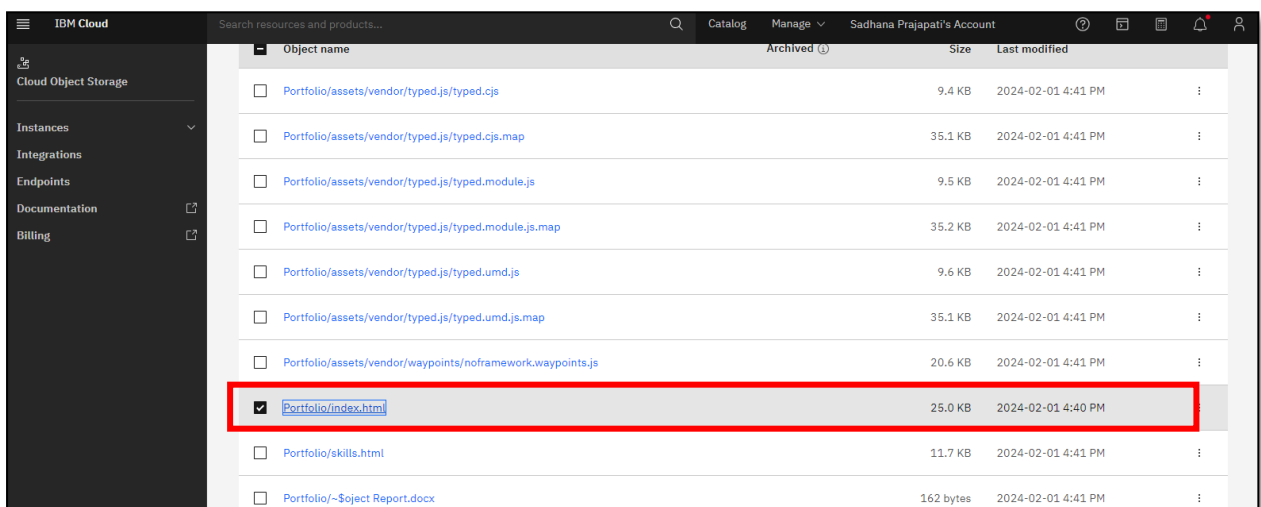 IBM Cloud Search resources and products... Catalog Manage Sadhana Prajapati's Account
Cloud Object Storage
Instances
Integrations
Endpoints
Documentation
Billing
Object name Archived Size Last modified
Portfolio/assets/vendor/typed.js/typed.cjs 9.4 KB 2024-02-01 4:41 PM
Portfolio/assets/vendor/typed.js/typed.cjs.map 35.1 KB 2024-02-01 4:41 PM
Portfolio/assets/vendor/typed.js/typed.module.js 9.5 KB 2024-02-01 4:41 PM
Portfolio/assets/vendor/typed.js/typed.module.js.map 35.2 KB 2024-02-01 4:41 PM
Portfolio/assets/vendor/typed.js/typed.umd.js 9.6 KB 2024-02-01 4:41 PM
Portfolio/assets/vendor/typed.js/typed.umd.js.map 35.1 KB 2024-02-01 4:41 PM
Portfolio/assets/vendor/waypoints/noframework.waypoints.js 20.6 KB 2024-02-01 4:41 PM
Portfolio/index.html 25.0 KB 2024-02-01 4:40 PM
Portfolio/skills.html 11.7 KB 2024-02-01 4:41 PM
Portfolio/~$oject Report.docx 162 bytes 2024-02-01 4:41 PM